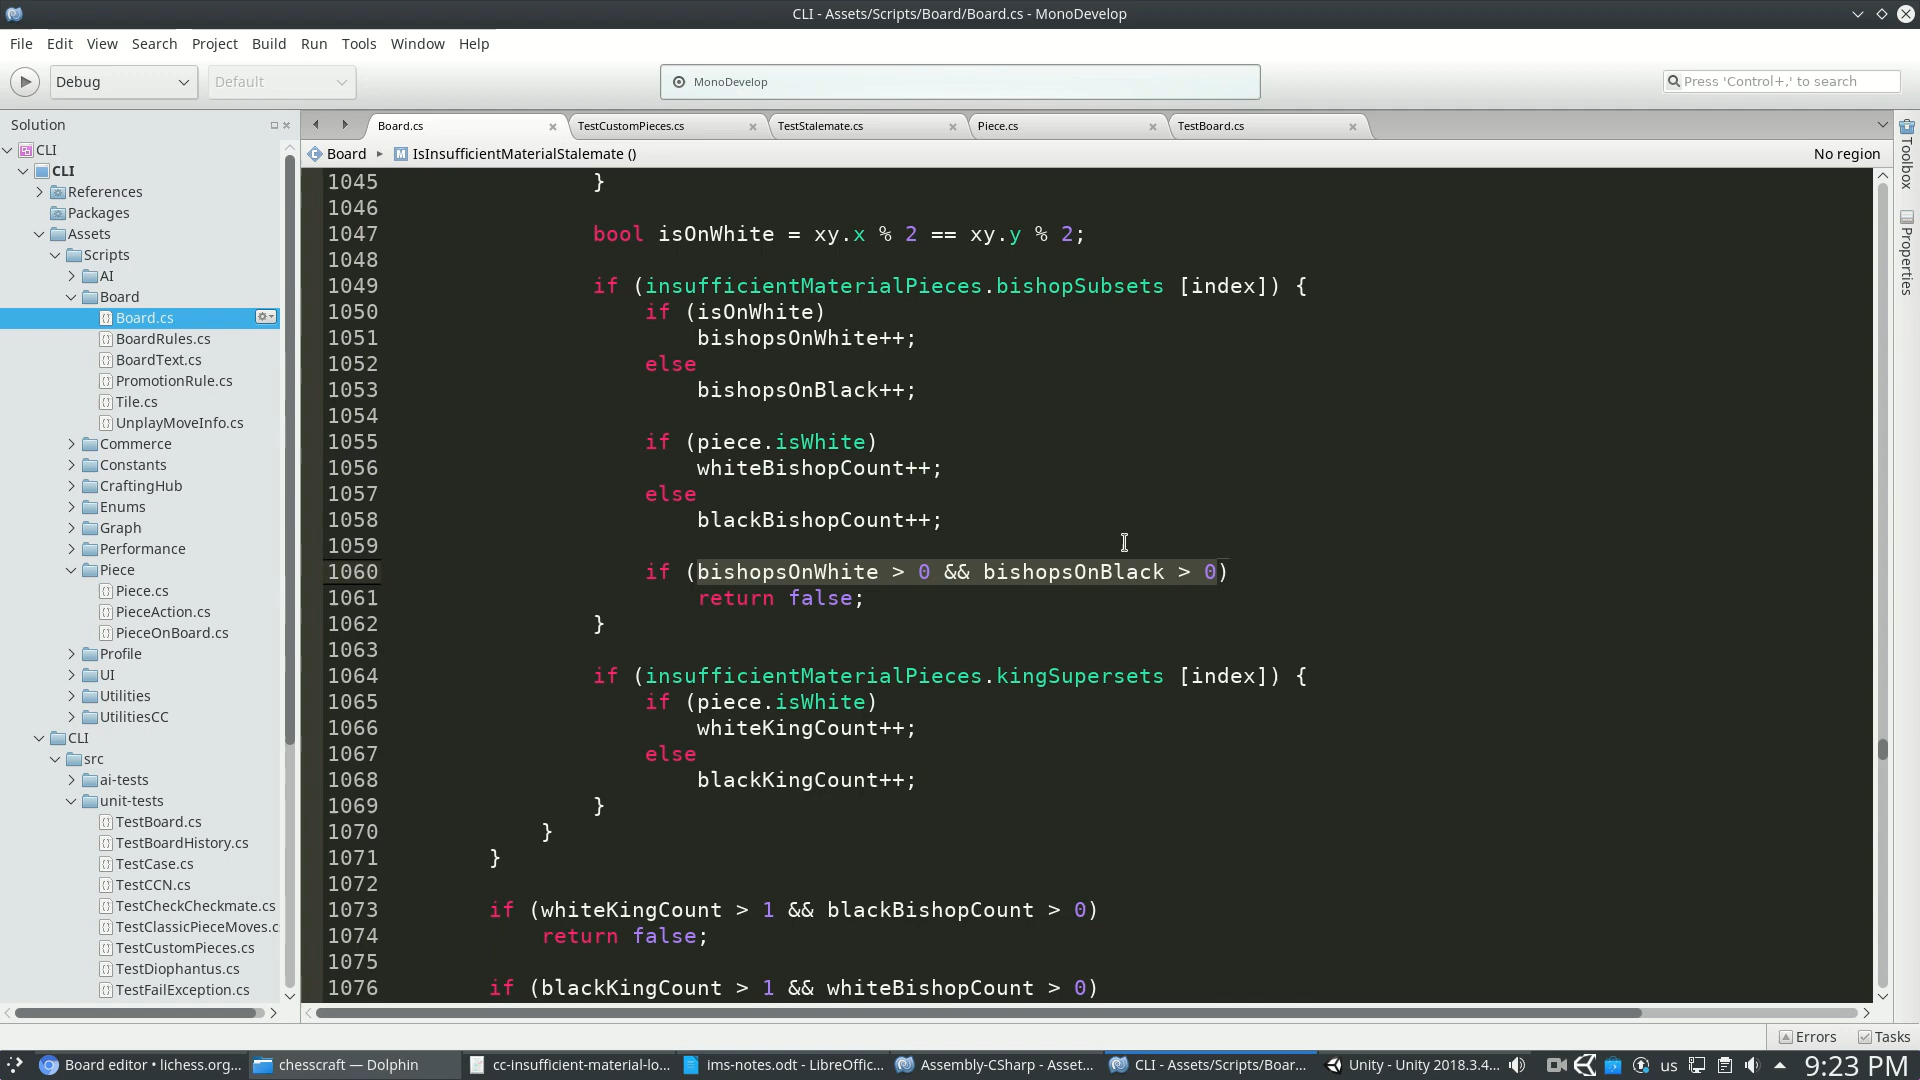 CLI - Assets/Scripts/Board/Board.cs - MonoDevelop
File Edit View Search Project Build Run Tools Window Help
Debug Default MonoDevelop Press 'Control+,' to search
Solution
Board.cs TestCustomPieces.cs TestStalemate.cs Piece.cs TestBoard.cs
Board IsInsufficientMaterialStalemate () No region
Toolbox
Properties
CLI
CLI
References
Packages
Assets
Scripts
AI
Board
Board.cs
BoardRules.cs
BoardText.cs
PromotionRule.cs
Tile.cs
UnplayMoveInfo.cs
Commerce
Constants
CraftingHub
Enums
Graph
Performance
Piece
Piece.cs
PieceAction.cs
PieceOnBoard.cs
Profile
UI
Utilities
UtilitiesCC
CLI
src
ai-tests
unit-tests
TestBoard.cs
TestBoardHistory.cs
TestCase.cs
TestCCN.cs
TestCheckCheckmate.cs
TestClassicPieceMoves.c
TestCustomPieces.cs
TestDiophantus.cs
TestFailException.cs
1045 }
1046
1047 bool isOnWhite = xy.x % 2 == xy.y % 2;
1048
1049 if (insufficientMaterialPieces.bishopSubsets [index]) {
1050 if (isOnWhite)
1051 bishopsOnWhite++;
1052 else
1053 bishopsOnBlack++;
1054
1055 if (piece.isWhite)
1056 whiteBishopCount++;
1057 else
1058 blackBishopCount++;
1059
1060 if (bishopsOnWhite > 0 && bishopsOnBlack > 0)
1061 return false;
1062 }
1063
1064 if (insufficientMaterialPieces.kingSupersets [index]) {
1065 if (piece.isWhite)
1066 whiteKingCount++;
1067 else
1068 blackKingCount++;
1069 }
1070 }
1071 }
1072
1073 if (whiteKingCount > 1 && blackBishopCount > 0)
1074 return false;
1075
1076 if (blackKingCount > 1 && whiteBishopCount > 0)
Errors Tasks
Board editor • lichess.org... chesscraft — Dolphin cc-insufficient-material-lo... ims-notes.odt - LibreOffic... Assembly-CSharp - Asset... CLI - Assets/Scripts/Boar... Unity - Unity 2018.3.4... us 9:23 PM